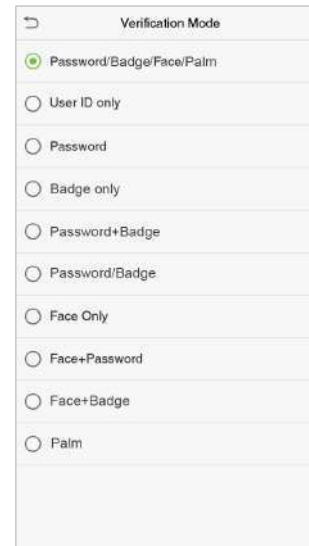 Verification Mode
Password/Badge/Face/Palm
User ID only
Password
Badge only
Password+Badge
Password/Badge
Face Only
Face+Password
Face+Badge
Palm